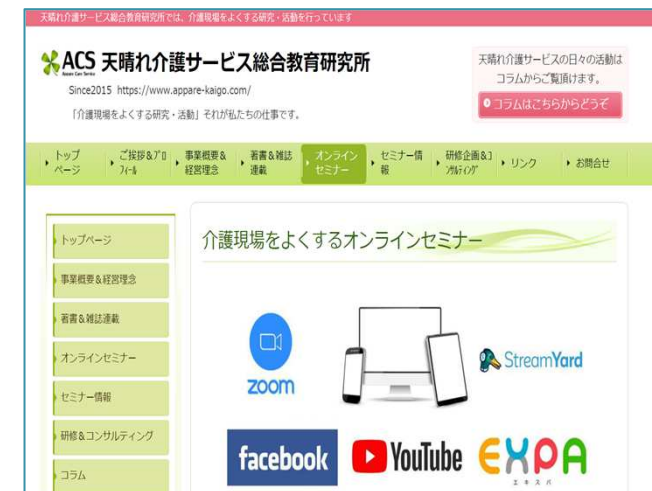 天晴れ介護サービス総合教育研究所では、介護現場をよくする研究・活動を行っています
ACS 天晴れ介護サービス総合教育研究所
Appare Care Service
Since2015 https://www.appare-kaigo.com/
「介護現場をよくする研究・活動」それが私たちの仕事です。
天晴れ介護サービスの日々の活動は
コラムからご覧頂けます。
コラムはこちらからどうぞ
トップ
ページ
ご挨拶&プロ
フィール
事業概要&
経営理念
著書&雑誌
連載
オンライン
セミナー
セミナー情
報
研修企画&コ
ンサルティング
リンク
お問合せ
トップページ
事業概要&経営理念
著書&雑誌連載
オンラインセミナー
セミナー情報
研修&コンサルティング
コラム
介護現場をよくするオンラインセミナー
zoom
StreamYard
facebook
YouTube
EXPA
エキスパ